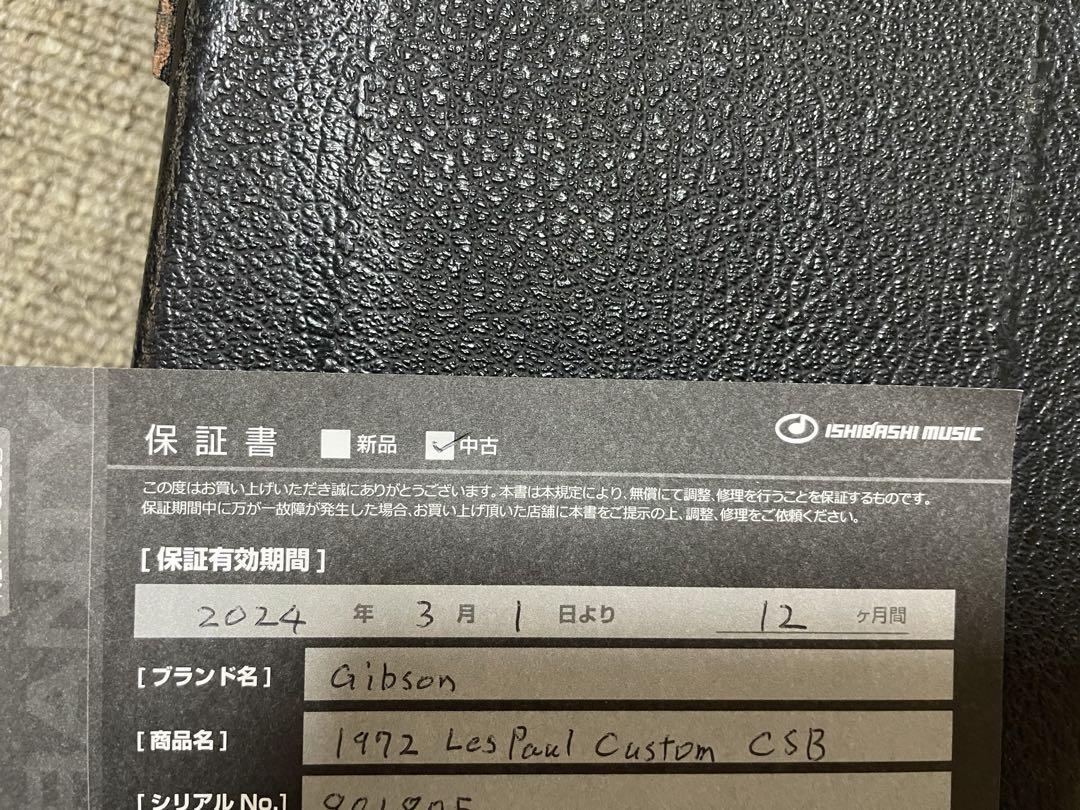 保証書 新品 中古 ISHIBASHI MUSIC
この度はお買い上げいただき誠にありがとうございます。本書は本規定により、無償にて調整、修理を行うことを保証するものです。
保証期間中に万が一故障が発生した場合、お買い上げ頂いた店舗に本書をご提示の上、調整、修理をご依頼ください。
[保証有効期間]
2024 年 3 月 1 日より 12 ヶ月間
[ブランド名] Gibson
[商品名] 1972 Les Paul Custom CSB
[シリアル No.]